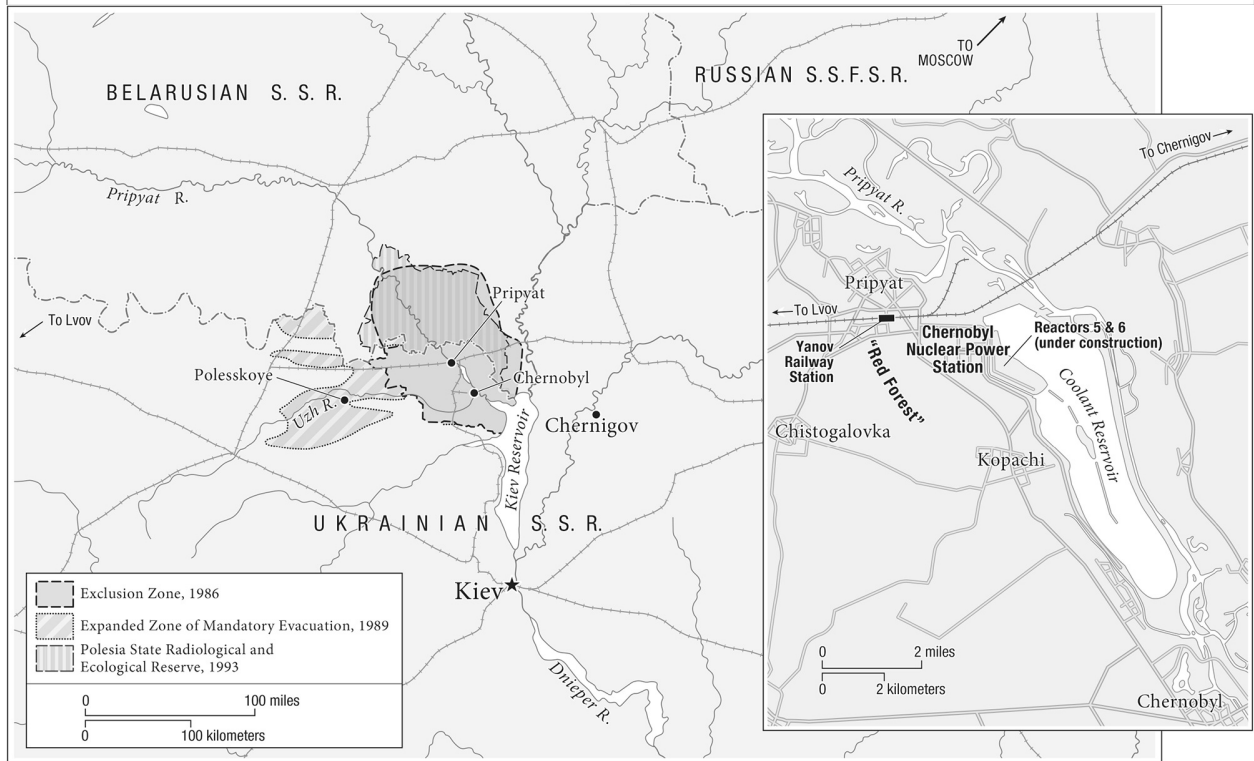 TO
MOSCOW
BELARUSIAN S. S. R.
RUSSIAN S.S.F.S.R.
Pripyat R.
To Lvov
Pripyat
Polesskoye
Chernobyl
Uzh R.
Chernigov
Kiev Reservoir
UKRAINIAN S. S. R.
Kiev
Dnieper R.
Exclusion Zone, 1986
Expanded Zone of Mandatory Evacuation, 1989
Polesia State Radiological and
Ecological Reserve, 1993
0 100 miles
0 100 kilometers
To Chernigov
Pripyat R.
Pripyat
To Lvov
Yanov
Railway
Station
"Red Forest"
Chernobyl
Nuclear Power
Station
Reactors 5 & 6
(under construction)
Coolant Reservoir
Chistogalovka
Kopachi
0 2 miles
0 2 kilometers
Chernobyl